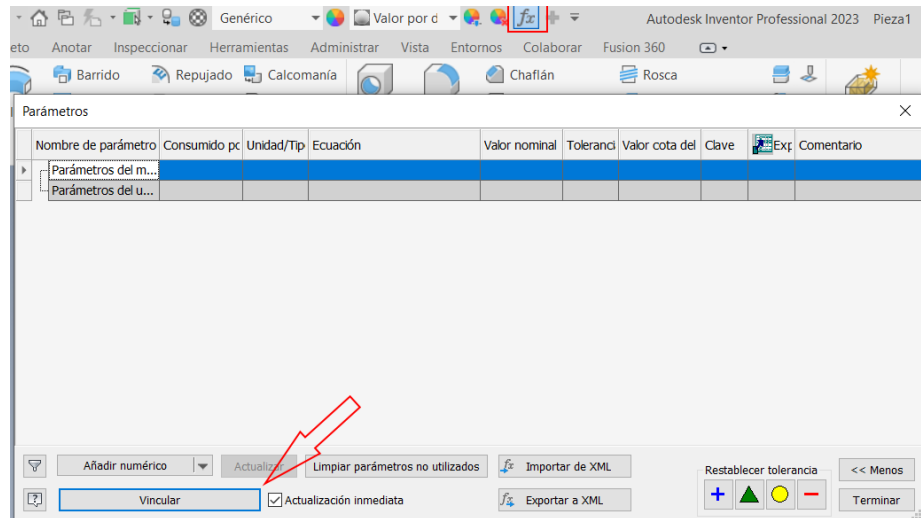 Genérico Valor por d fx Autodesk Inventor Professional 2023 Pieza1
eto Anotar Inspeccionar Herramientas Administrar Vista Entornos Colaborar Fusion 360
Barrido Repujado Calcomanía Chaflán Rosca
Parámetros
Nombre de parámetro Consumido pc Unidad/Tip Ecuación Valor nominal Toleranci Valor cota del Clave Exp Comentario
Parámetros del m...
Parámetros del u...
Añadir numérico Actualizar Limpiar parámetros no utilizados fx Importar de XML Restablecer tolerancia << Menos
Vincular Actualización inmediata fx Exportar a XML Terminar